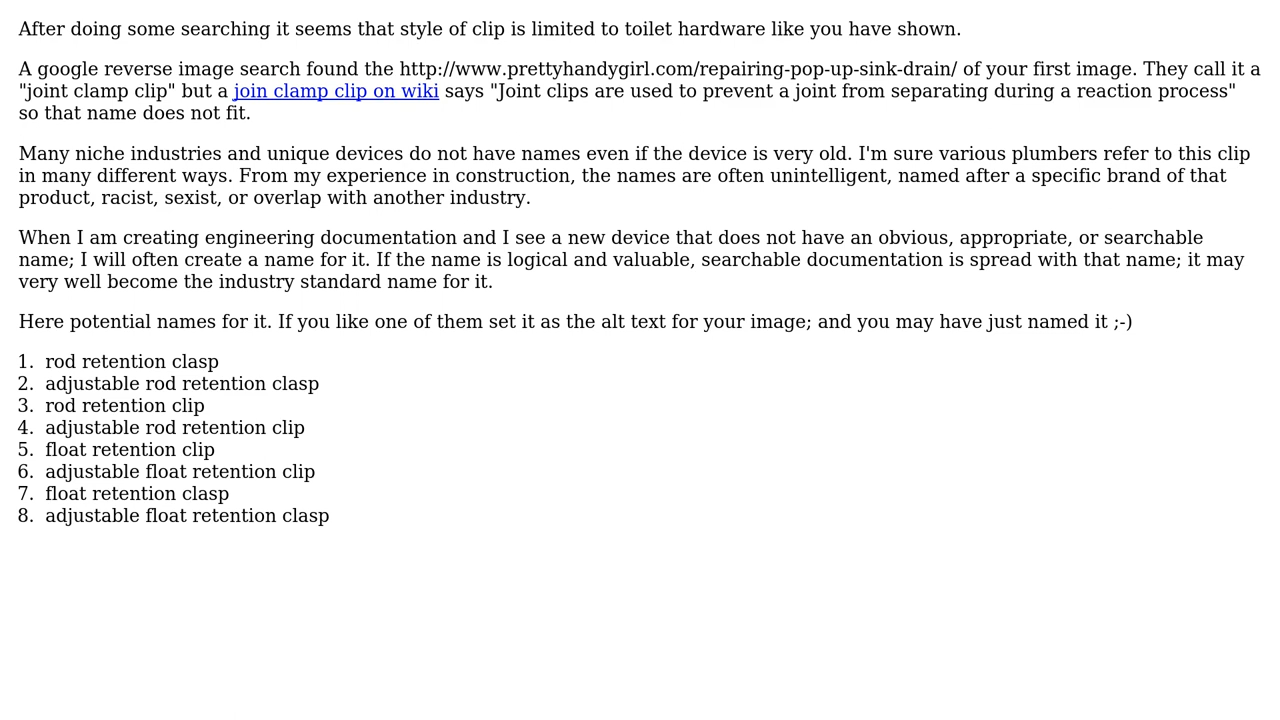 After doing some searching it seems that style of clip is limited to toilet hardware like you have shown.
A google reverse image search found the http://www.prettyhandygirl.com/repairing-pop-up-sink-drain/ of your first image. They call it a
"joint clamp clip" but a join clamp clip on wiki says "Joint clips are used to prevent a joint from separating during a reaction process"
so that name does not fit.
Many niche industries and unique devices do not have names even if the device is very old. I'm sure various plumbers refer to this clip
in many different ways. From my experience in construction, the names are often unintelligent, named after a specific brand of that
product, racist, sexist, or overlap with another industry.
When I am creating engineering documentation and I see a new device that does not have an obvious, appropriate, or searchable
name; I will often create a name for it. If the name is logical and valuable, searchable documentation is spread with that name; it may
very well become the industry standard name for it.
Here potential names for it. If you like one of them set it as the alt text for your image; and you may have just named it ;-)
1. rod retention clasp
2. adjustable rod retention clasp
3. rod retention clip
4. adjustable rod retention clip
5. float retention clip
6. adjustable float retention clip
7. float retention clasp
8. adjustable float retention clasp